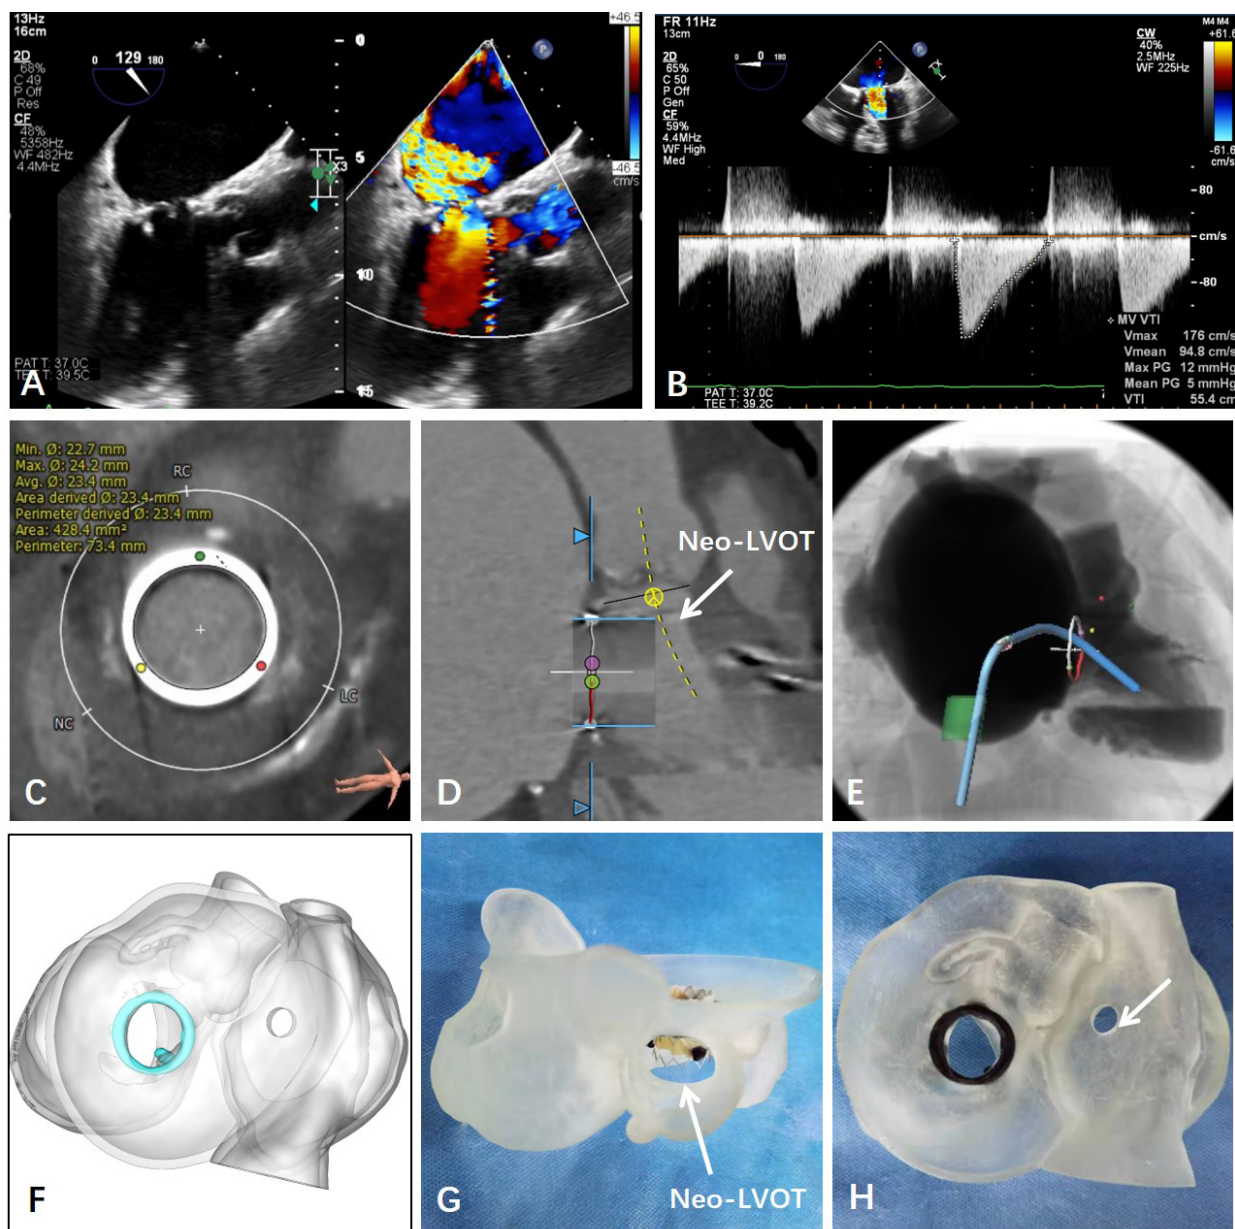 13Hz
16cm
2D
68%
C 49
P Off
Res
CF
48%
5358Hz
WF 482Hz
4.4MHz
129
180
0
5
10
15
X3
P
+46.5
-46.5
cm/s
PAT T: 37.0C
TEE T: 39.5C
A
FR 11Hz
13cm
2D
65%
C 50
P Off
Gen
CF
59%
4.4MHz
WF High
Med
0
180
P
CW
40%
2.5MHz
WF 225Hz
M4 M4
+61.6
-61.6
cm/s
80
cm/s
-80
MV VTI
Vmax 176 cm/s
Vmean 94.8 cm/s
Max PG 12 mmHg
Mean PG 5 mmHg
VTI 55.4 cm
PAT T: 37.0C
TEE T: 39.2C
B
Min. Ø: 22.7 mm
Max. Ø: 24.2 mm
Avg. Ø: 23.4 mm
Area derived Ø: 23.4 mm
Perimeter derived Ø: 23.4 mm
Area: 428.4 mm²
Perimeter: 73.4 mm
RC
LC
NC
C
Neo-LVOT
D
E
F
Neo-LVOT
G
H